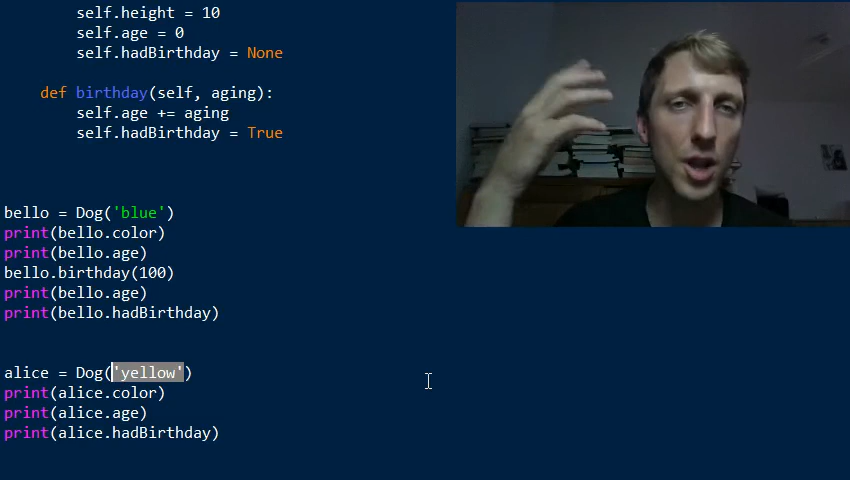 self.height = 10
self.age = 0
self.hadBirthday = None
def birthday(self, aging):
self.age += aging
self.hadBirthday = True
bello = Dog('blue')
print(bello.color)
print(bello.age)
bello.birthday(100)
print(bello.age)
print(bello.hadBirthday)
alice = Dog('yellow')
print(alice.color)
print(alice.age)
print(alice.hadBirthday)